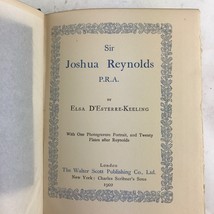 Sir
Joshua Reynolds
P.R.A.
BY
Elsa D'Esterre-Keeling
With One Photogravure Portrait, and Twenty
Plates after Reynolds
London
The Walter Scott Publishing Co., Ltd.
New York: Charles Scribner's Sons
1902